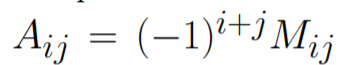 A_{ij} = (-1)^{i+j} M_{ij}